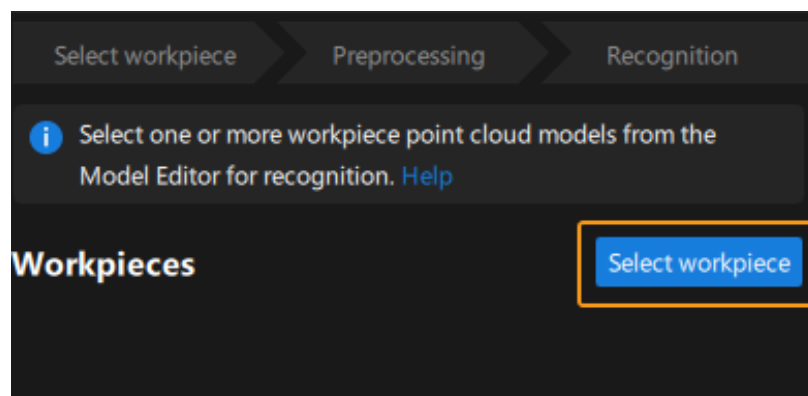 Select workpiece
Preprocessing
Recognition
Select one or more workpiece point cloud models from the
Model Editor for recognition. Help
Workpieces
Select workpiece